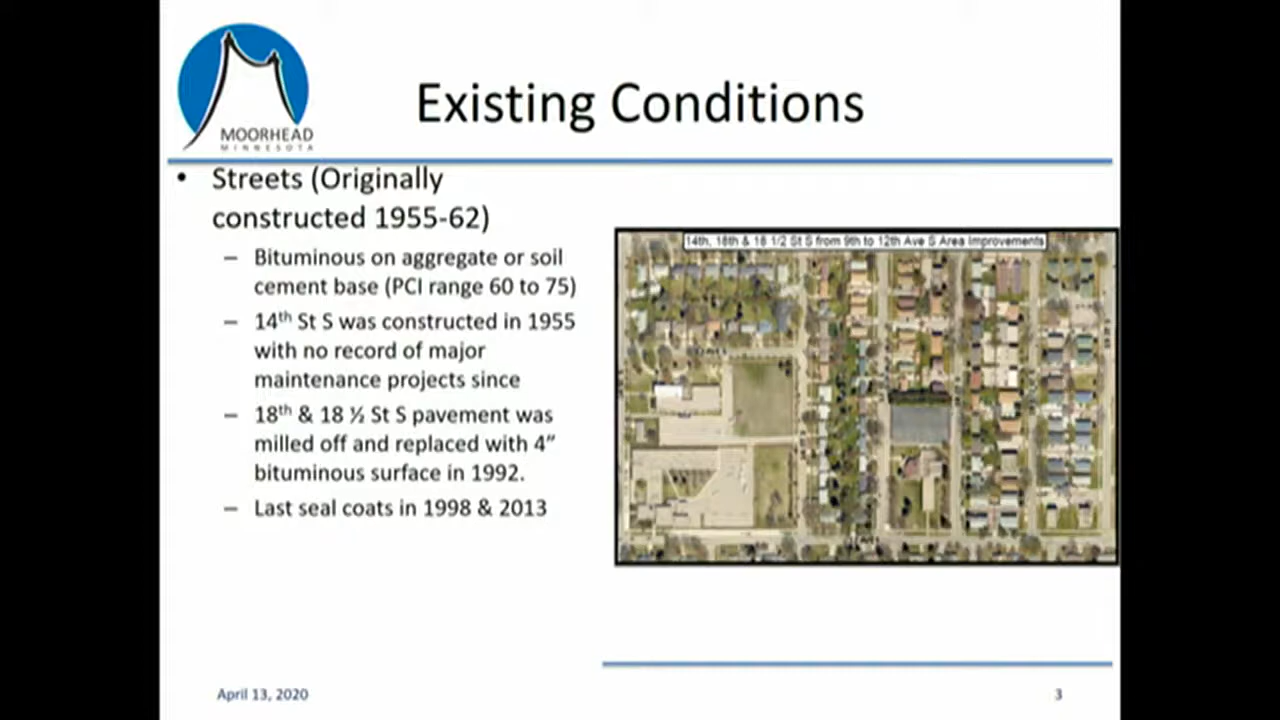 MOORHEAD
MINNESOTA
Existing Conditions
• Streets (Originally
constructed 1955-62)
– Bituminous on aggregate or soil
cement base (PCI range 60 to 75)
– 14th St S was constructed in 1955
with no record of major
maintenance projects since
– 18th & 18 ½ St S pavement was
milled off and replaced with 4”
bituminous surface in 1992.
– Last seal coats in 1998 & 2013
14th, 18th & 18 1/2 St S from 9th to 12th Ave S Area Improvements
April 13, 2020
3